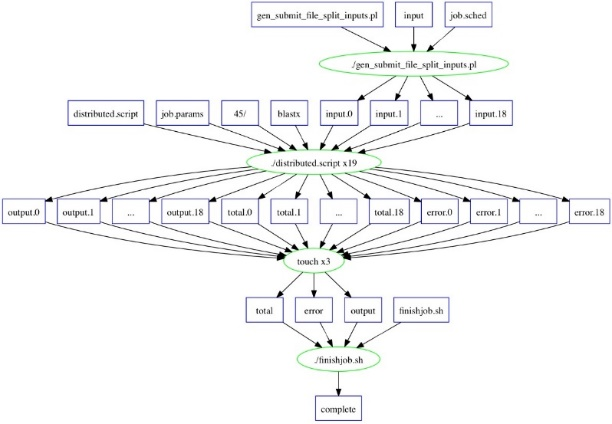 gen_submit_file_split_inputs.pl input job.sched
./gen_submit_file_split_inputs.pl
distributed.script job.params 45/ blastx input.0 input.1 ... input.18
./distributed.script x19
output.0 output.1 ... output.18 total.0 total.1 ... total.18 error.0 error.1 ... error.18
touch x3
total error output finishjob.sh
./finishjob.sh
complete